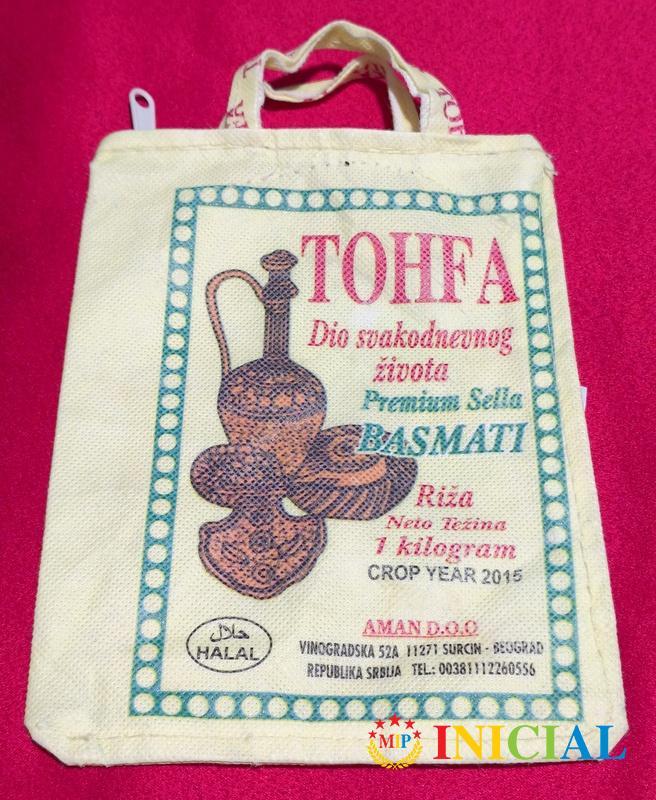 TOHFA
Dio svakodnevnog
života
Premium Sella
BASMATI
Riža
Neto Težina
1 kilogram
CROP YEAR 2015
حلال
HALAL
AMAN D.O.O
VINOGRADSKA 52A 11271 SURCIN - BEOGRAD
REPUBLIKA SRBIJA TEL.: 00381112260556
MIP INICIAL